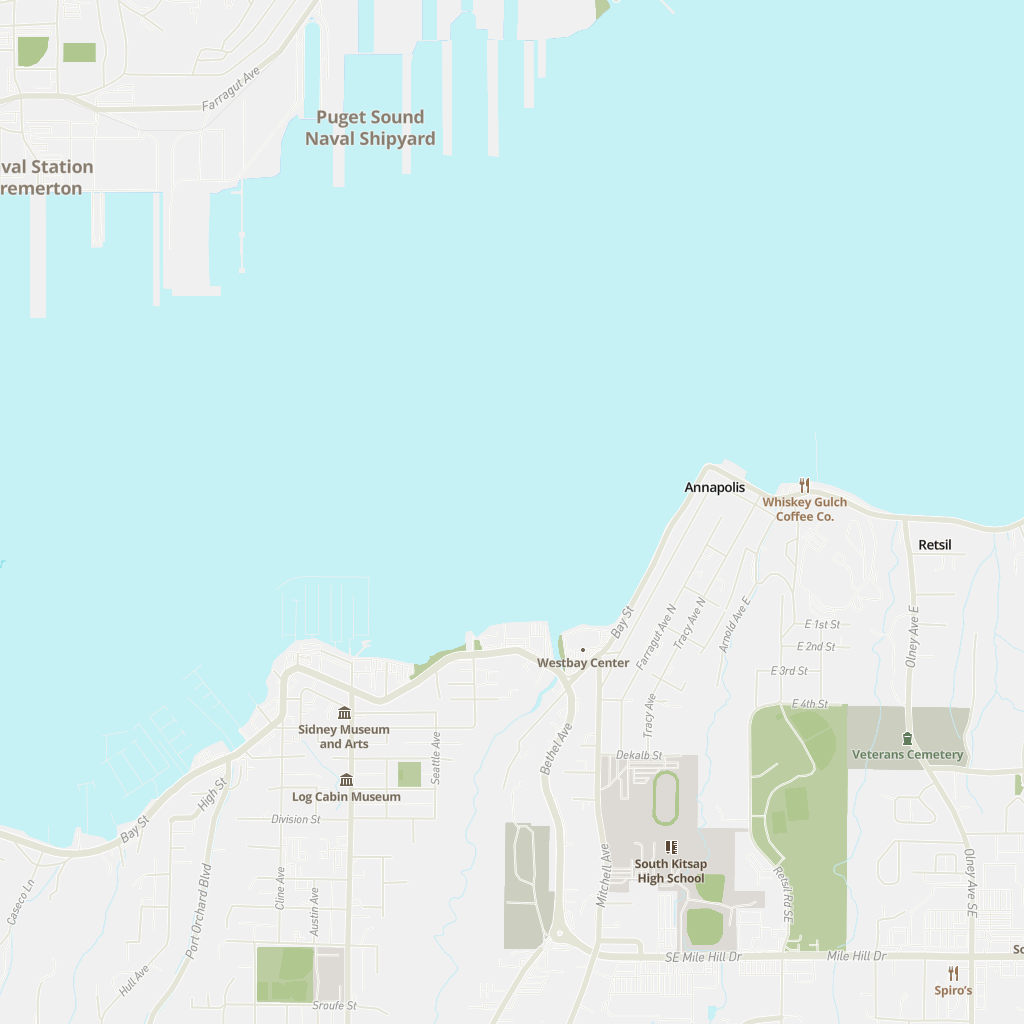 Farragut Ave
Puget Sound
Naval Shipyard
val Station
remerton
Annapolis
Whiskey Gulch
Coffee Co.
Retsil
Bay St
Farragut Ave N
Tracy Ave N
Arnold Ave E
E 1st St
E 2nd St
E 3rd St
E 4th St
Olney Ave E
Westbay Center
Tracy Ave
Sidney Museum
and Arts
Seattle Ave
Bethel Ave
Dekalb St
Veterans Cemetery
Log Cabin Museum
High St
Division St
Bay St
South Kitsap
High School
Mitchell Ave
Retsil Rd SE
Olney Ave SE
Caseco Ln
Port Orchard Blvd
Cline Ave
Austin Ave
Hull Ave
SE Mile Hill Dr
Mile Hill Dr
Sc
Spiro's
Sroufe St